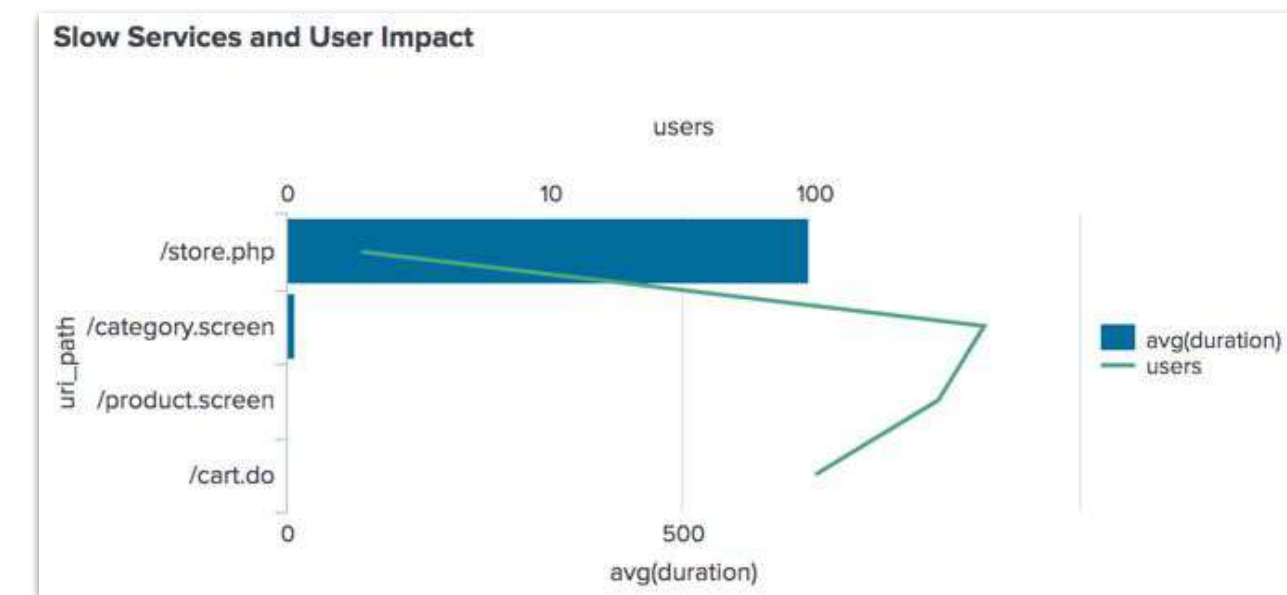 Slow Services and User Impact
users
0 10 100
/store.php
/category.screen
/product.screen
/cart.do
uri_path
0 500
avg(duration)
avg(duration)
users